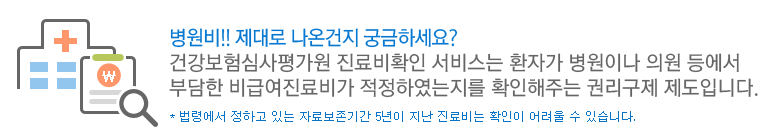 병원비!! 제대로 나온건지 궁금하세요?
건강보험심사평가원 진료비확인 서비스는 환자가 병원이나 의원 등에서
부담한 비급여진료비가 적정하였는지를 확인해주는 권리구제 제도입니다.
* 법령에서 정하고 있는 자료보존기간 5년이 지난 진료비는 확인이 어려울 수 있습니다.
₩